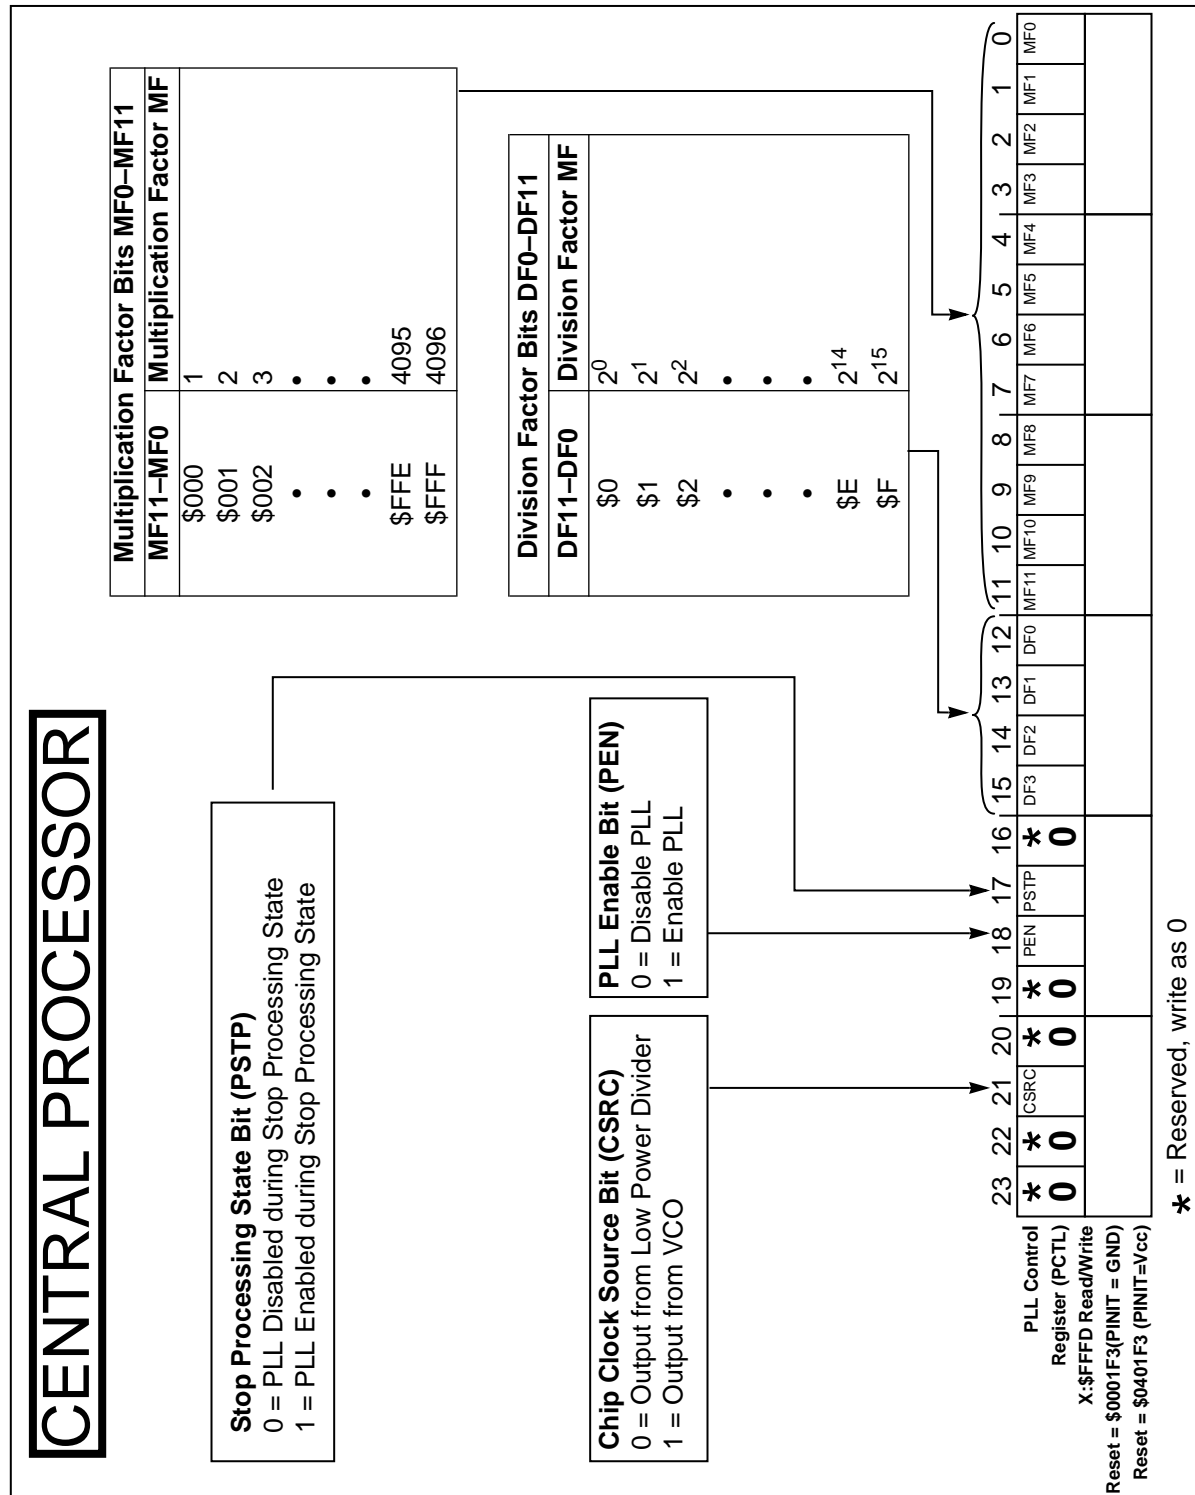 CENTRAL PROCESSOR
Stop Processing State Bit (PSTP)
0 = PLL Disabled during Stop Processing State
1 = PLL Enabled during Stop Processing State
Multiplication Factor Bits MF0–MF11
MF11–MF0 Multiplication Factor MF
$000 1
$001 2
$002 3
• •
• •
• •
$FFE 4095
$FFF 4096
Chip Clock Source Bit (CSRC)
0 = Output from Low Power Divider
1 = Output from VCO
PLL Enable Bit (PEN)
0 = Disable PLL
1 = Enable PLL
Division Factor Bits DF0–DF11
DF11–DF0 Division Factor MF
$0 2^0
$1 2^1
$2 2^2
• •
• •
• •
$E 2^14
$F 2^15
23 22 21 20 19 18 17 16 15 14 13 12 11 10 9 8 7 6 5 4 3 2 1 0
* * CSRC * * PEN PSTP * DF3 DF2 DF1 DF0 MF11 MF10 MF9 MF8 MF7 MF6 MF5 MF4 MF3 MF2 MF1 MF0
0 0 0 0 0
PLL Control
Register (PCTL)
X:$FFFD Read/Write
Reset = $0001F3(PINIT = GND)
Reset = $0401F3 (PINIT=Vcc)
* = Reserved, write as 0